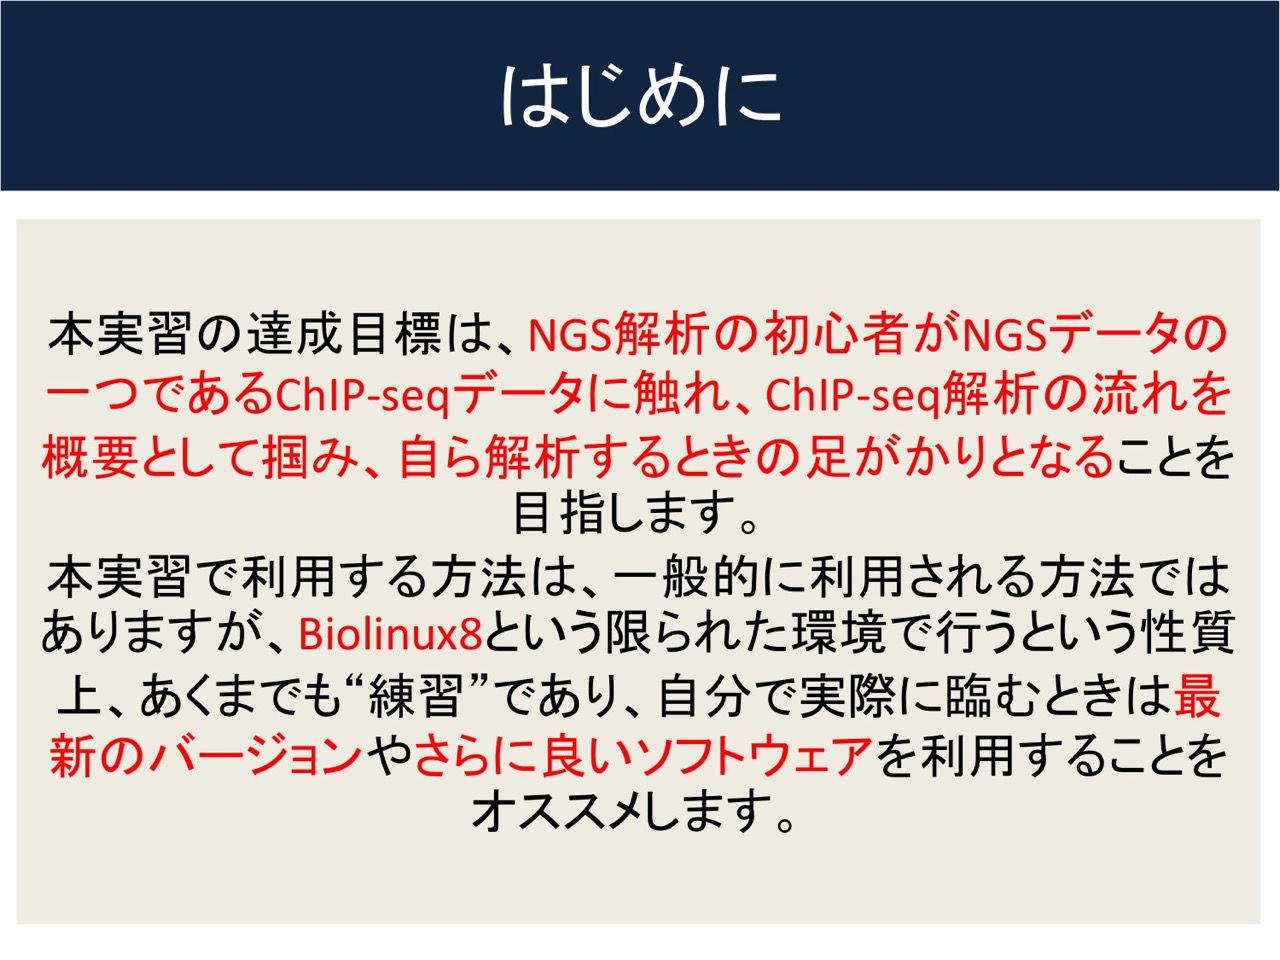 はじめに
本実習の達成目標は、NGS解析の初心者がNGSデータの
一つであるChIP-seqデータに触れ、ChIP-seq解析の流れを
概要として掴み、自ら解析するときの足がかりとなることを
目指します。
本実習で利用する方法は、一般的に利用される方法では
ありますが、Biolinux8という限られた環境で行うという性質
上、あくまでも“練習”であり、自分で実際に臨むときは最
新のバージョンやさらに良いソフトウェアを利用することを
オススメします。